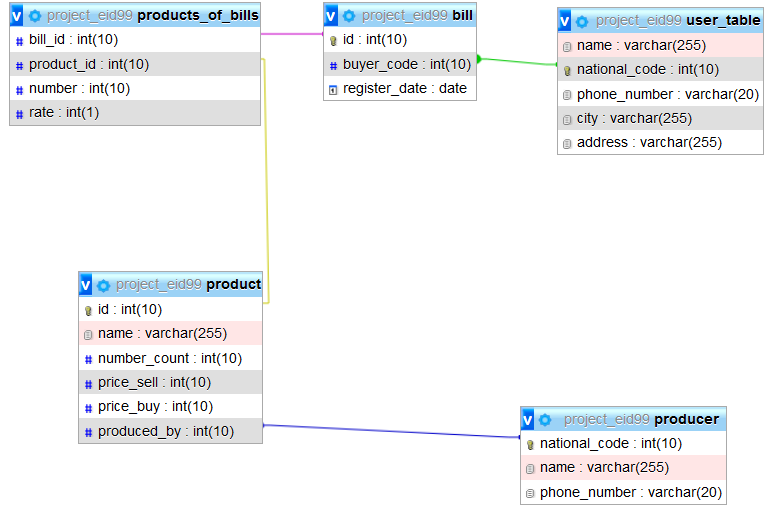 project_eid99 products_of_bills
bill_id : int(10)
product_id : int(10)
number : int(10)
rate : int(1)
project_eid99 bill
id : int(10)
buyer_code : int(10)
register_date : date
project_eid99 user_table
name : varchar(255)
national_code : int(10)
phone_number : varchar(20)
city : varchar(255)
address : varchar(255)
project_eid99 product
id : int(10)
name : varchar(255)
number_count : int(10)
price_sell : int(10)
price_buy : int(10)
produced_by : int(10)
project_eid99 producer
national_code : int(10)
name : varchar(255)
phone_number : varchar(20)